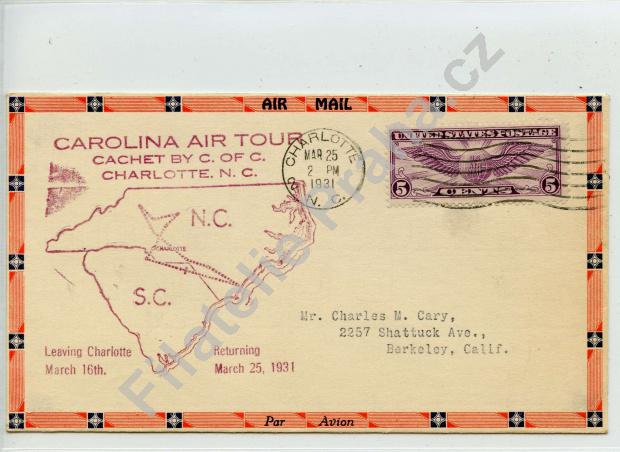 AIR MAIL
CAROLINA AIR TOUR
CACHET BY C. OF C.
CHARLOTTE, N. C.
CHARLOTTE
MAR 25
2 PM
1931
N. C.
UNITED STATES POSTAGE
5 CENTS 5
N.C.
CHARLOTTE
S.C.
Mr. Charles M. Cary,
2257 Shattuck Ave.,
Berkeley, Calif.
Leaving Charlotte
March 16th.
Returning
March 25, 1931
Par Avion
Filatelie Praha.cz